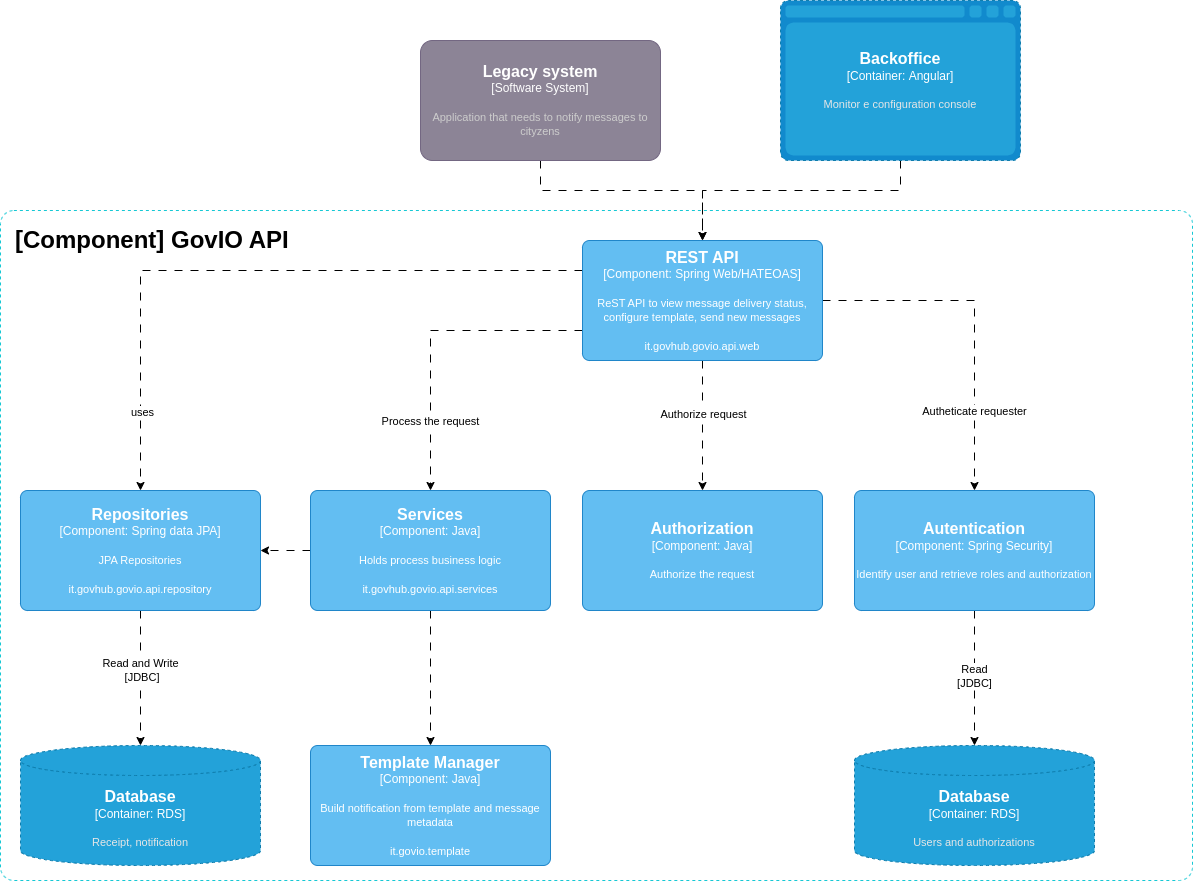 Legacy system
[Software System]
Application that needs to notify messages to
cityzens
Backoffice
[Container: Angular]
Monitor e configuration console
[Component] GovIO API
REST API
[Component: Spring Web/HATEOAS]
ReST API to view message delivery status,
configure template, send new messages
it.govhub.govio.api.web
uses
Process the request
Authorize request
Autheticate requester
Repositories
[Component: Spring data JPA]
JPA Repositories
it.govhub.govio.api.repository
Services
[Component: Java]
Holds process business logic
it.govhub.govio.api.services
Authorization
[Component: Java]
Authorize the request
Autentication
[Component: Spring Security]
Identify user and retrieve roles and authorization
Read and Write
[JDBC]
Read
[JDBC]
Database
[Container: RDS]
Receipt, notification
Template Manager
[Component: Java]
Build notification from template and message
metadata
it.govio.template
Database
[Container: RDS]
Users and authorizations